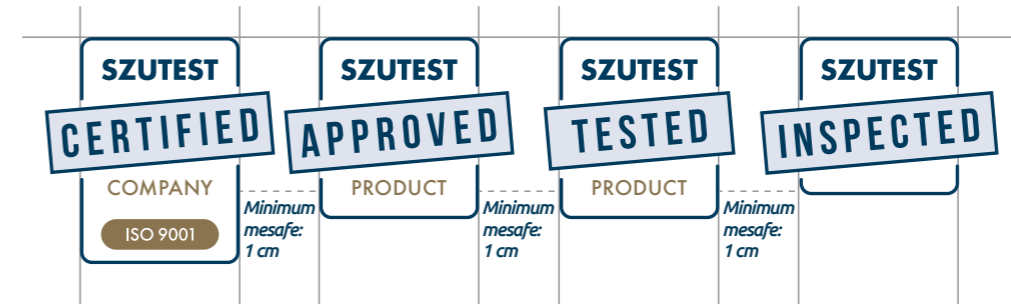 SZUTEST
CERTIFIED
COMPANY
ISO 9001
Minimum
mesafe:
1 cm
SZUTEST
APPROVED
PRODUCT
Minimum
mesafe:
1 cm
SZUTEST
TESTED
PRODUCT
Minimum
mesafe:
1 cm
SZUTEST
INSPECTED